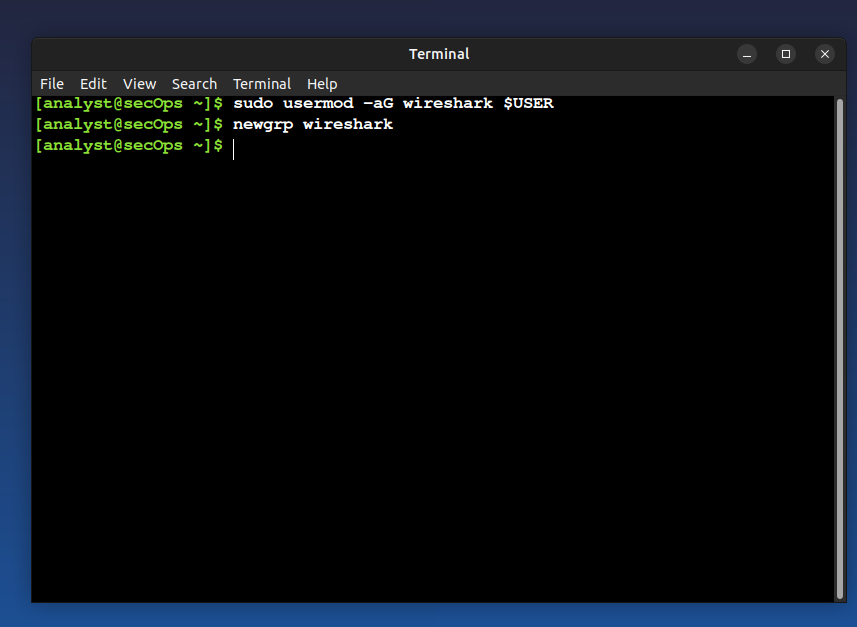 Terminal
File Edit View Search Terminal Help
[analyst@secOps ~]$ sudo usermod -aG wireshark $USER
[analyst@secOps ~]$ newgrp wireshark
[analyst@secOps ~]$